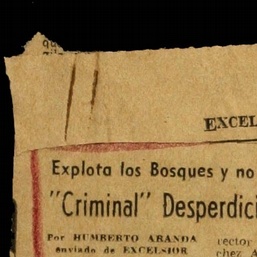 EXCEL
Explota los Bosques y no
"Criminal" Desperdici
Por HUMBERTO ARANDA
enviado de EXCELSIOR
rector
chez A